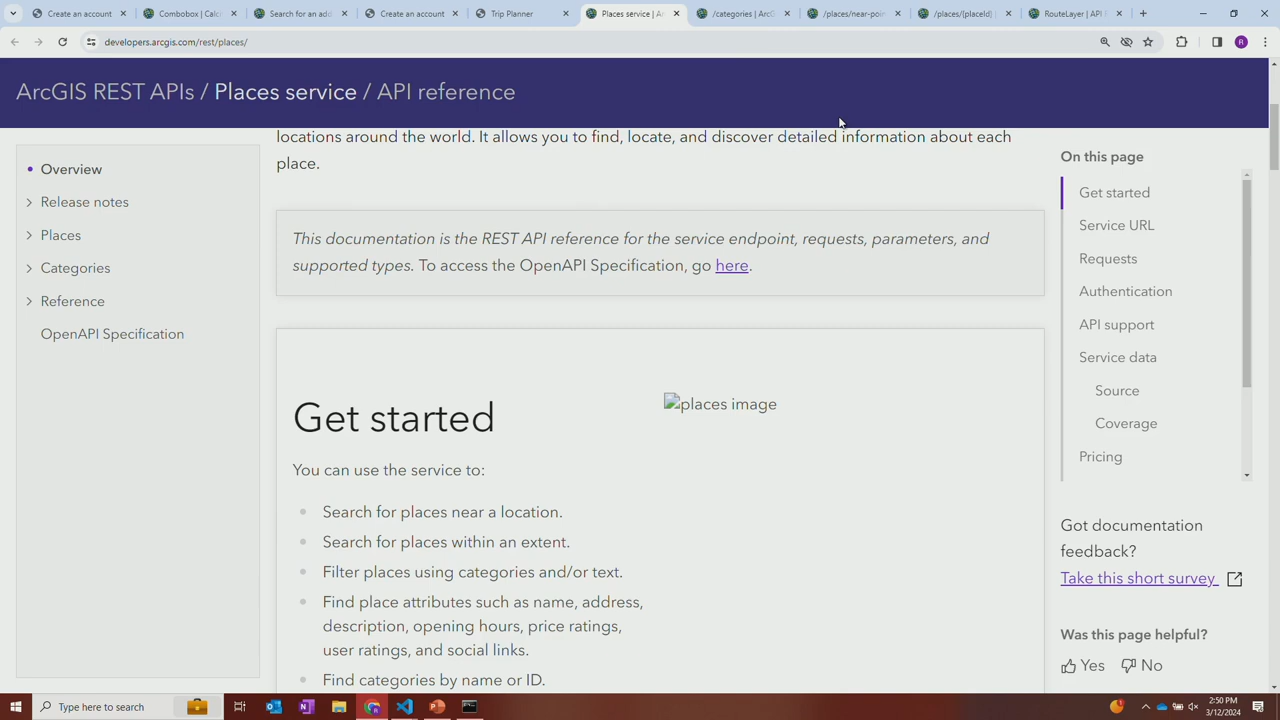 Create an account
Combobox | Calci
Search for an add
Create an account
Trip Planner
Places service | Ar
/categories | ArcG
/places/near-poin
/places/{placeId}
RouteLayer | API R
developers.arcgis.com/rest/places/
R
ArcGIS REST APIs / Places service / API reference
locations around the world. It allows you to find, locate, and discover detailed information about each
place.
Overview
Release notes
Places
Categories
Reference
OpenAPI Specification
This documentation is the REST API reference for the service endpoint, requests, parameters, and
supported types. To access the OpenAPI Specification, go here.
Get started
places image
You can use the service to:
Search for places near a location.
Search for places within an extent.
Filter places using categories and/or text.
Find place attributes such as name, address,
description, opening hours, price ratings,
user ratings, and social links.
Find categories by name or ID.
On this page
Get started
Service URL
Requests
Authentication
API support
Service data
Source
Coverage
Pricing
Got documentation
feedback?
Take this short survey
Was this page helpful?
Yes
No
Type here to search
2:50 PM
3/12/2024